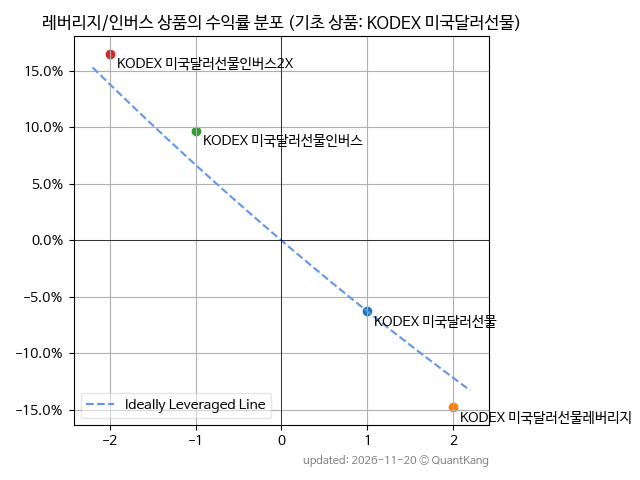 레버리지/인버스 상품의 수익률 분포 (기초 상품: KODEX 미국달러선물)
KODEX 미국달러선물인버스2X
15.0%
KODEX 미국달러선물인버스
10.0%
5.0%
0.0%
−5.0%
KODEX 미국달러선물
−10.0%
−15.0%
Ideally Leveraged Line
KODEX 미국달러선물레버리지
−2
−1
0
1
2
updated: 2026-11-20 © QuantKang